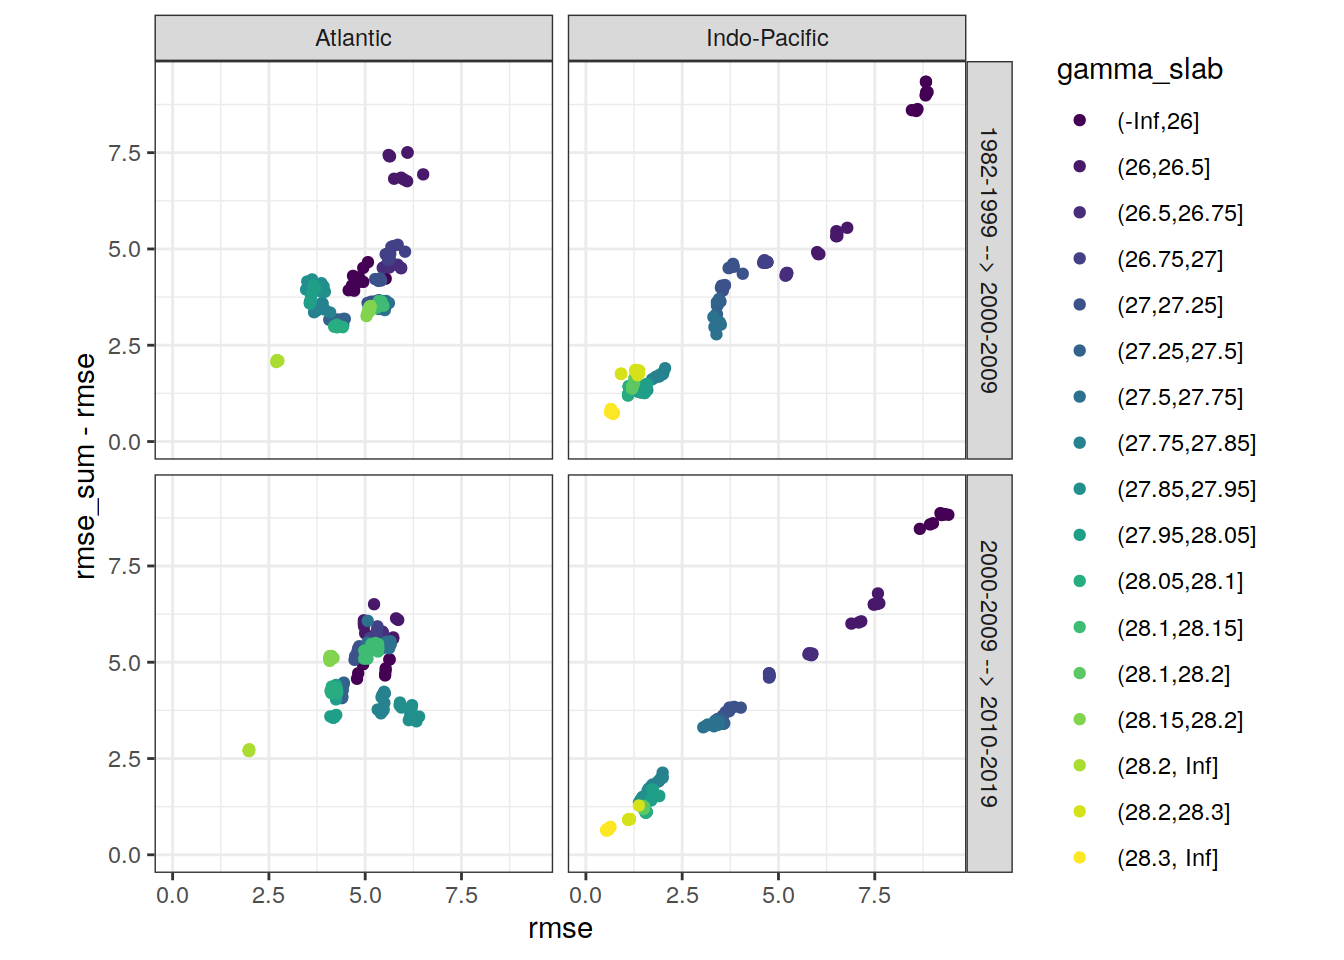 Atlantic
Indo-Pacific
gamma_slab
(-Inf,26]
(26,26.5]
(26.5,26.75]
(26.75,27]
(27,27.25]
(27.25,27.5]
(27.5,27.75]
(27.75,27.85]
(27.85,27.95]
(27.95,28.05]
(28.05,28.1]
(28.1,28.15]
(28.1,28.2]
(28.15,28.2]
(28.2, Inf]
(28.2,28.3]
(28.3, Inf]
1982-1999 --> 2000-2009
2000-2009 --> 2010-2019
rmse_sum - rmse
7.5
5.0
2.5
0.0
7.5
5.0
2.5
0.0
0.0 2.5 5.0 7.5 0.0 2.5 5.0 7.5
rmse